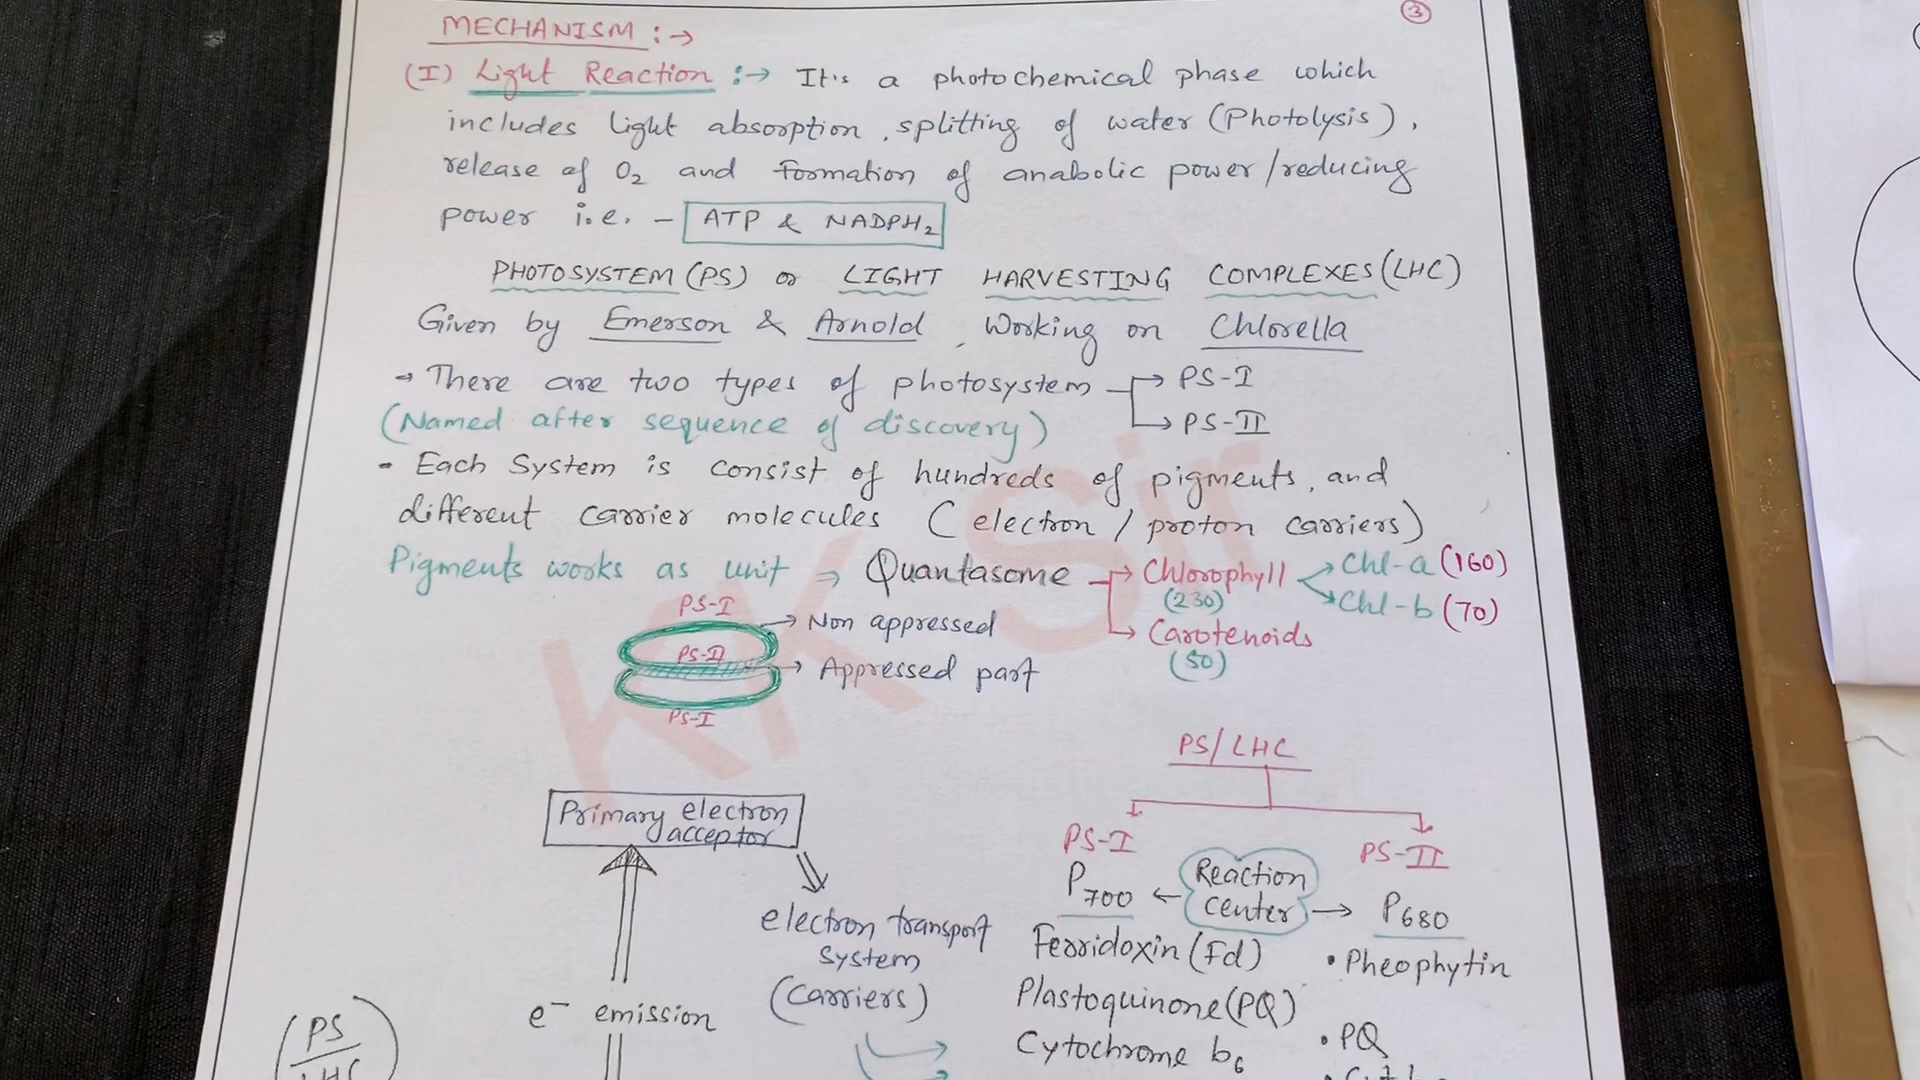 3
MECHANISM :→
(I) Light Reaction :→ It's a photochemical phase which
includes light absorption, splitting of water (Photolysis),
release of O₂ and formation of anabolic power/reducing
power i.e. – ATP & NADPH₂
PHOTOSYSTEM (PS) or LIGHT HARVESTING COMPLEXES (LHC)
Given by Emerson & Arnold, Working on Chlorella
→ There are two types of photosystem → PS-I
→ PS-II
(Named after sequence of discovery)
- Each System is consist of hundreds of pigments, and
different carrier molecules (electron / proton carriers)
Pigments works as unit ⇒ Quantasome → Chlorophyll → Chl-a (160)
(230) → Chl-b (70)
→ Carotenoids
(50)
PS-I
→ Non appressed
PS-II
→ Appressed part
PS-I
KK Sir
Primary electron
acceptor
electron transport
system
(Carriers)
e⁻ emission
PS
LHC
PS/LHC
PS-I PS-II
P700 ← Reaction center → P680
Ferridoxin (Fd) • Pheophytin
Plastoquinone (PQ) • PQ
Cytochrome b₆